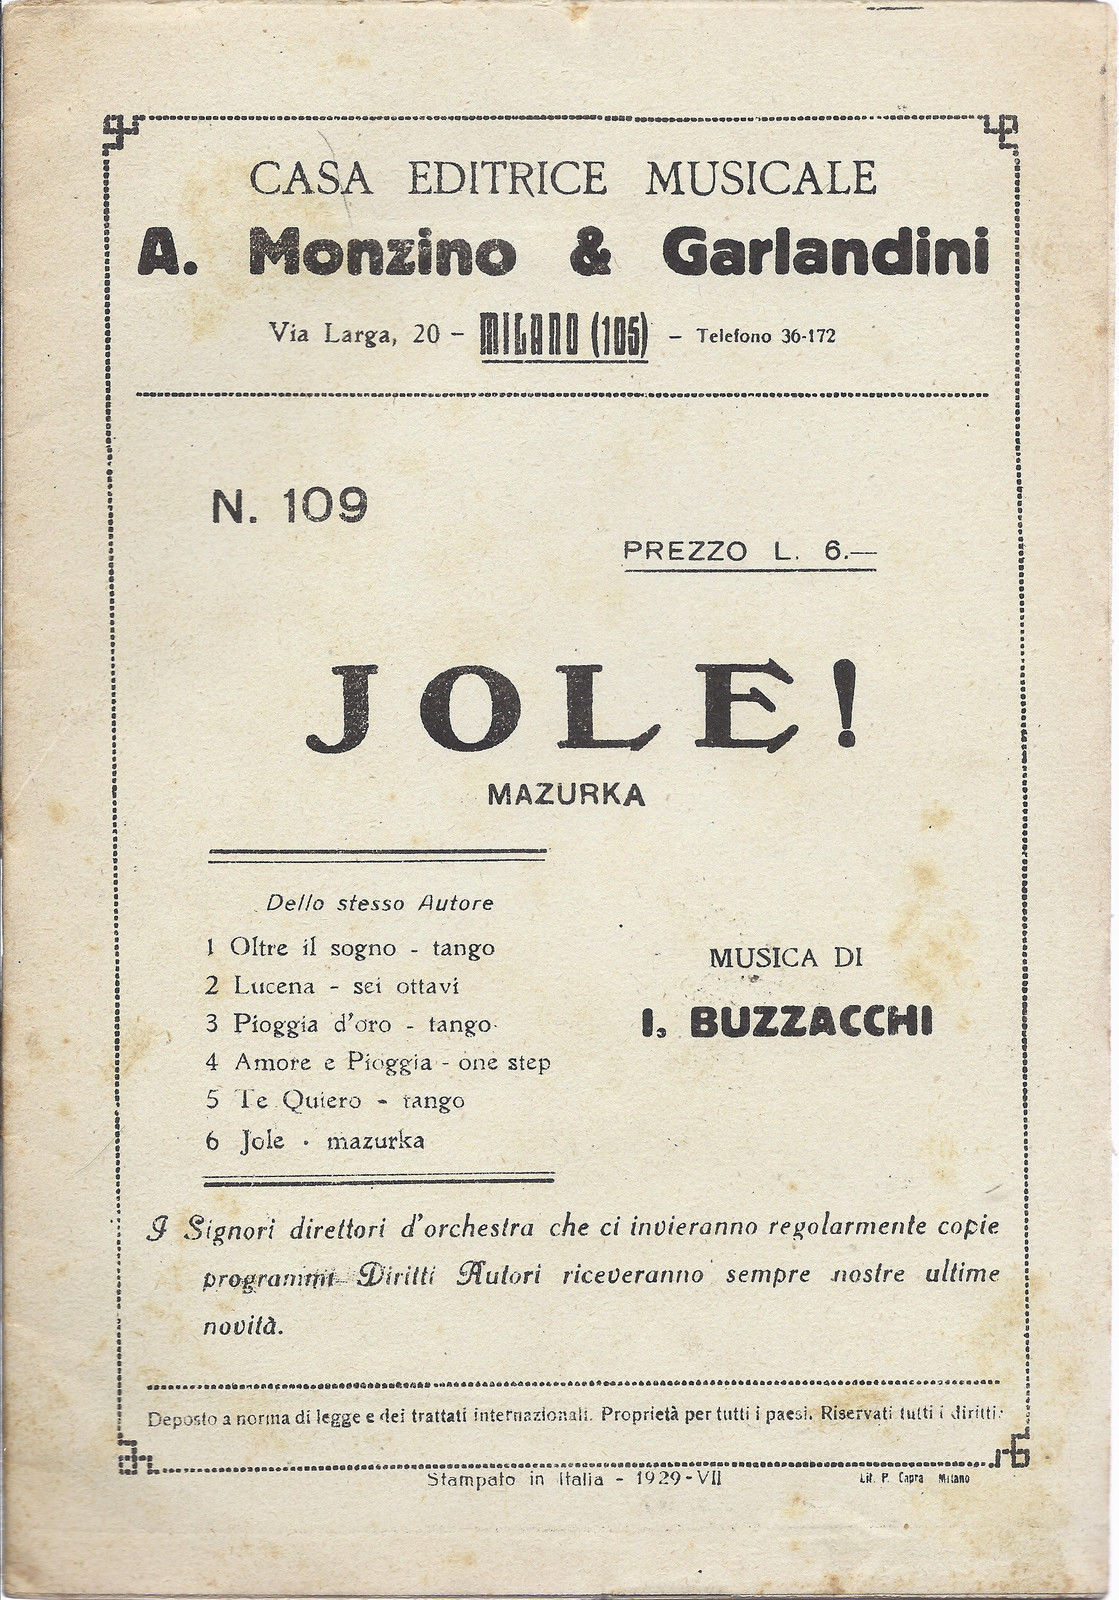 CASA EDITRICE MUSICALE
A. Monzino & Garlandini
Via Larga, 20 - MILANO (105) - Telefono 36-172
N. 109
PREZZO L. 6.—
JOLE!
MAZURKA
Dello stesso Autore
1 Oltre il sogno - tango
2 Lucena - sei ottavi
3 Pioggia d'oro - tango
4 Amore e Pioggia - one step
5 Te Quiero - tango
6 Jole - mazurka
MUSICA DI
I. BUZZACCHI
I Signori direttori d'orchestra che ci invieranno regolarmente copie
programmi Diritti Autori riceveranno sempre nostre ultime
novità.
Deposto a norma di legge e dei trattati internazionali. Proprietà per tutti i paesi. Riservati tutti i diritti.
Stampato in Italia - 1929-VII
Lit. P. Capra Milano